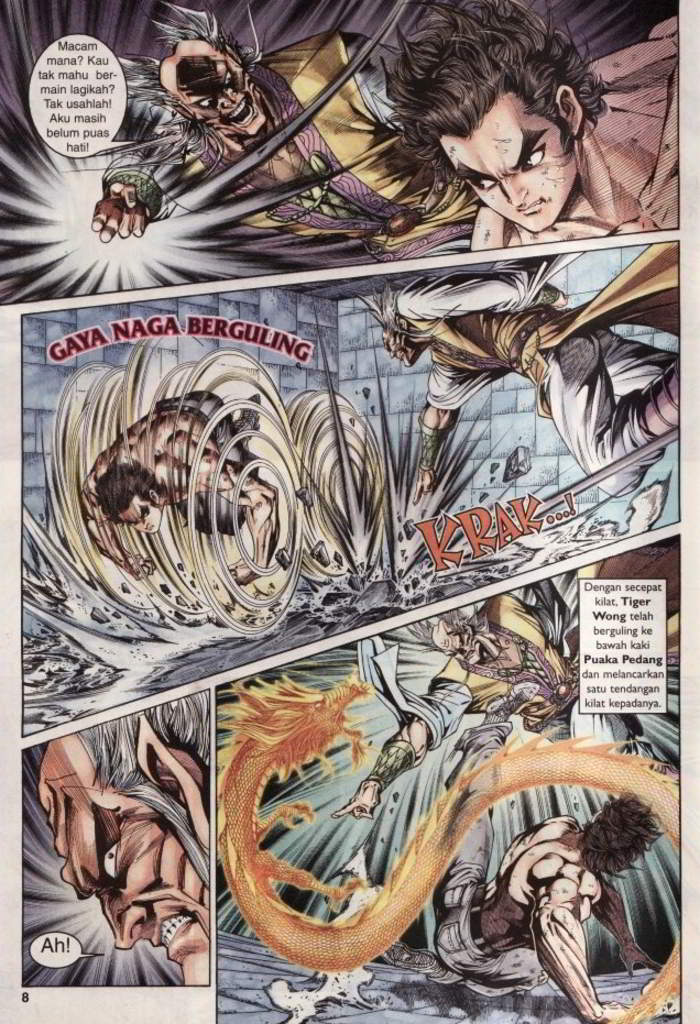 Macam
mana? Kau
tak mahu ber-
main lagikah?
Tak usahlah!
Aku masih
belum puas
hati!
GAYA NAGA BERGULING
KRAK...!
Dengan secepat
kilat, Tiger
Wong telah
berguling ke
bawah kaki
Puaka Pedang
dan melancarkan
satu tendangan
kilat kepadanya.
Ah!
8